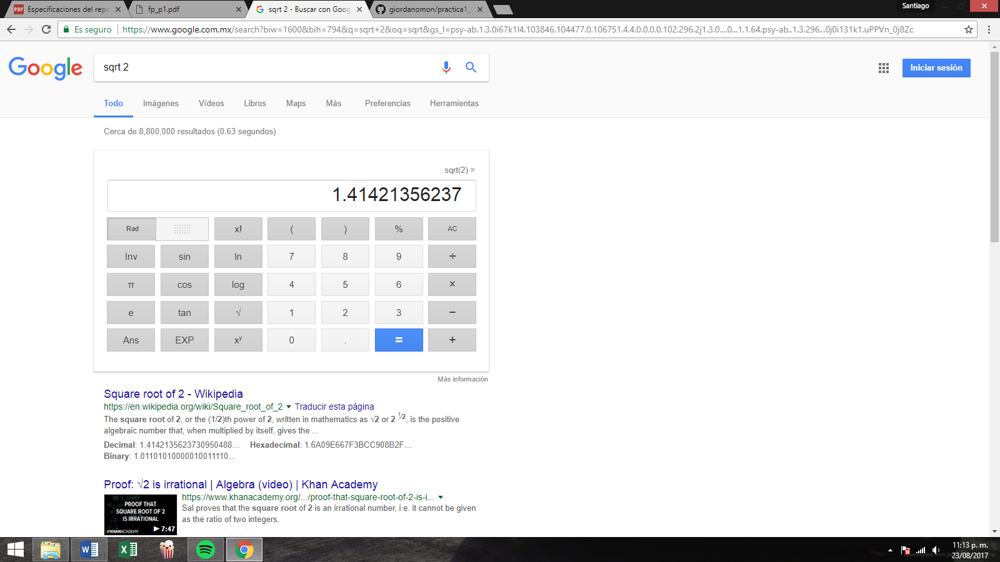 Especificaciones del repo
fp_p1.pdf
sqrt 2 - Buscar con Goog
giordanomon/practica1_
Santiago
Es seguro
https://www.google.com.mx/search?biw=1600&bih=794&q=sqrt+2&oq=sqrt&gs_l=psy-ab.1.3.0i67k1l4.103846.104477.0.106751.4.4.0.0.0.0.102.296.2j1.3.0....0...1.1.64.psy-ab..1.3.296...0j0i131k1.uPPVn_0j8Zc
Google
sqrt 2
Iniciar sesión
Todo Imágenes Vídeos Libros Maps Más Preferencias Herramientas
Cerca de 8,800,000 resultados (0.63 segundos)
sqrt(2) =
1.41421356237
Rad x! ( ) % AC
Inv sin ln 7 8 9 ÷
π cos log 4 5 6 ×
e tan √ 1 2 3 −
Ans EXP xʸ 0 . = +
Más información
Square root of 2 - Wikipedia
https://en.wikipedia.org/wiki/Square_root_of_2 Traducir esta página
The square root of 2, or the (1/2)th power of 2, written in mathematics as √2 or 2 ½, is the positive
algebraic number that, when multiplied by itself, gives the ...
Decimal: 1.4142135623730950488… Hexadecimal: 1.6A09E667F3BCC908B2F…
Binary: 1.01101010000010011110…
Proof: √2 is irrational | Algebra (video) | Khan Academy
https://www.khanacademy.org/.../proof-that-square-root-of-2-is-i...
Sal proves that the square root of 2 is an irrational number, i.e. it cannot be given
as the ratio of two integers.
PROOF THAT
SQUARE ROOT OF 2
IS IRRATIONAL
KHANACADEMY
7:47
11:13 p. m.
23/08/2017